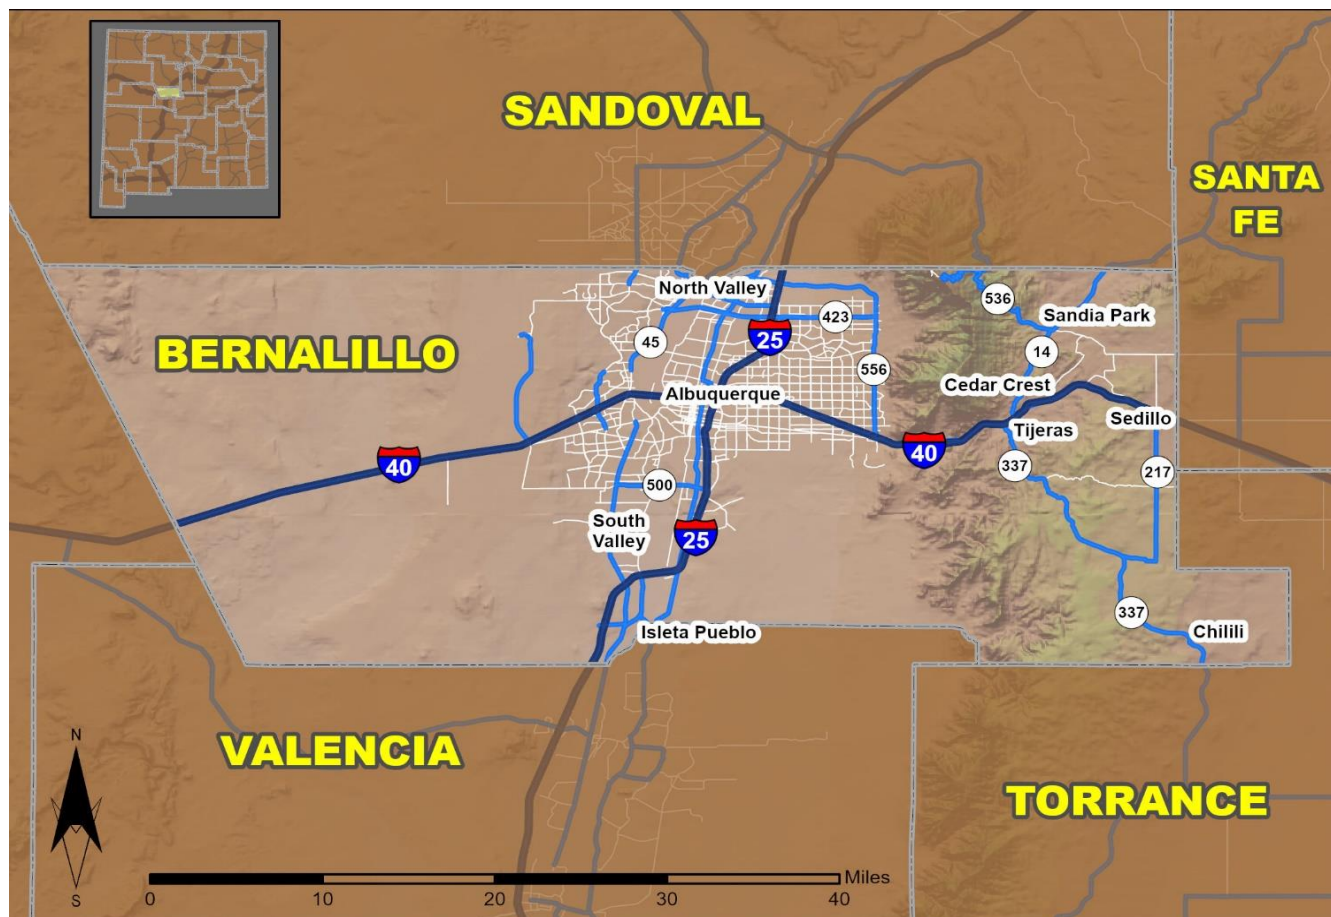 SANDOVAL
SANTA
FE
North Valley
536
Sandia Park
423
45
25
14
BERNALILLO
556
Cedar Crest
Albuquerque
Sedillo
Tijeras
40
40
337
217
500
South
Valley
25
337
Isleta Pueblo
Chilili
N
VALENCIA
TORRANCE
S
Miles
0
10
20
30
40